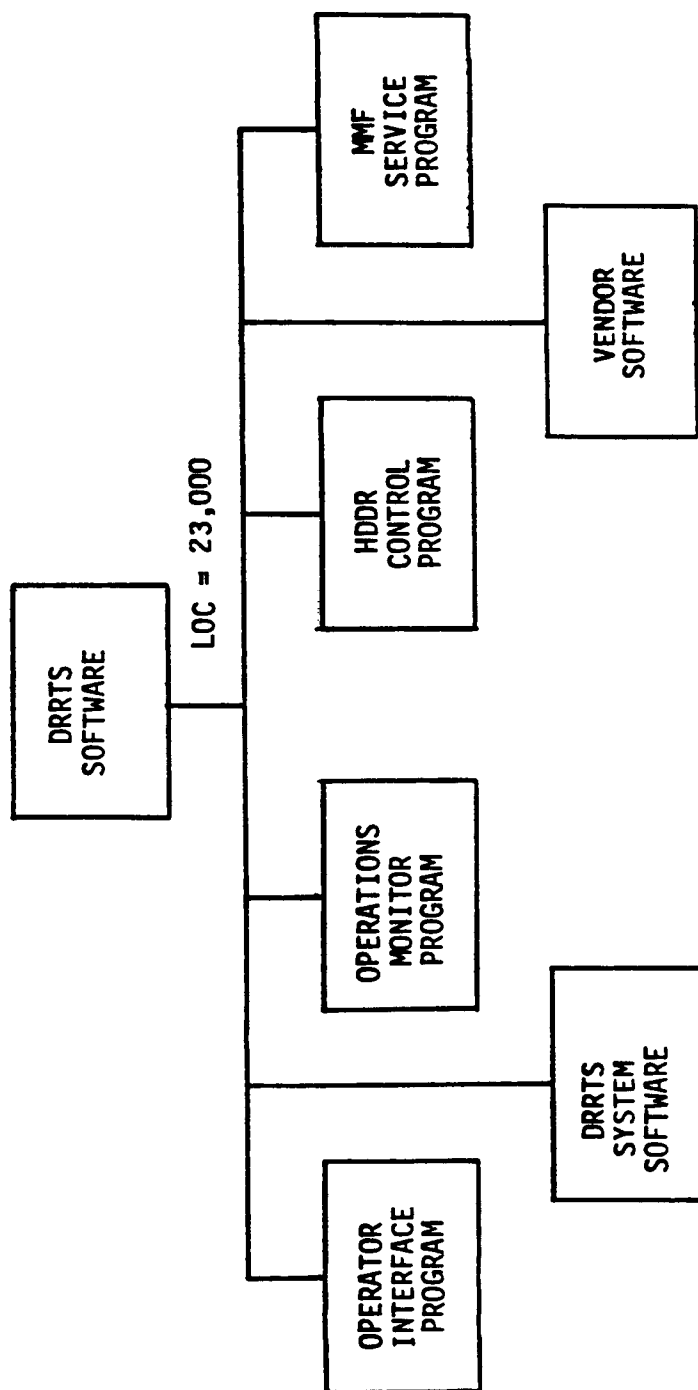 DRRTS
SOFTWARE
LOC = 23,000
OPERATOR
INTERFACE
PROGRAM
DRRTS
SYSTEM
SOFTWARE
OPERATIONS
MONITOR
PROGRAM
HDDR
CONTROL
PROGRAM
VENDOR
SOFTWARE
MMF
SERVICE
PROGRAM